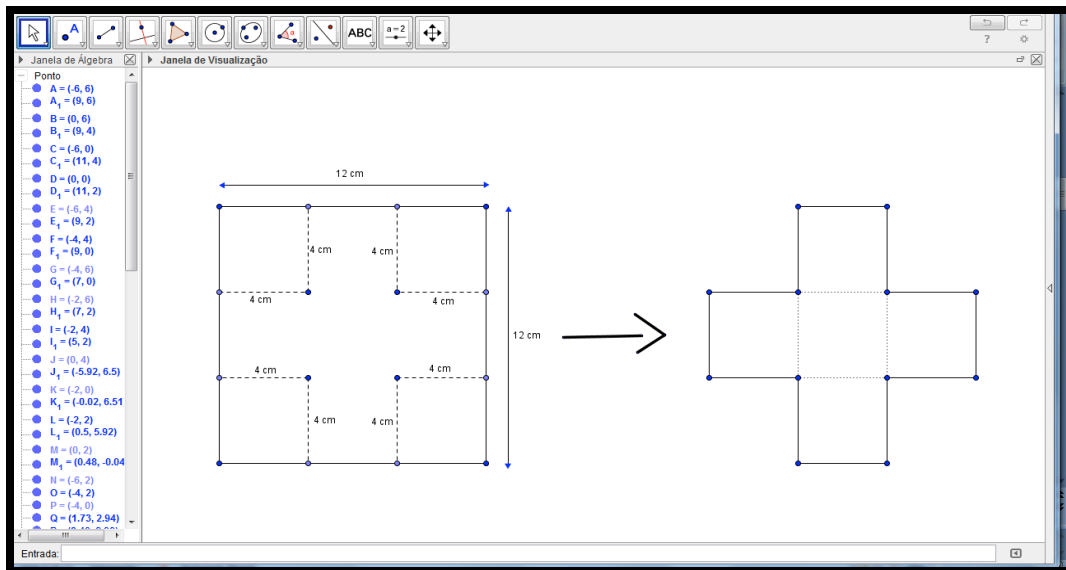 ABC
a = 2
?
Janela de Álgebra
Janela de Visualização
Ponto
A = (-6, 6)
A₁ = (9, 6)
B = (0, 6)
B₁ = (9, 4)
C = (-6, 0)
C₁ = (11, 4)
D = (0, 0)
D₁ = (11, 2)
E = (-6, 4)
E₁ = (9, 2)
F = (-4, 4)
F₁ = (9, 0)
G = (-4, 6)
G₁ = (7, 0)
H = (-2, 6)
H₁ = (7, 2)
I = (-2, 4)
I₁ = (5, 2)
J = (0, 4)
J₁ = (-5.92, 6.5)
K = (-2, 0)
K₁ = (-0.02, 6.51
L = (-2, 2)
L₁ = (0.5, 5.92)
M = (0, 2)
M₁ = (0.48, -0.04
N = (-6, 2)
O = (-4, 2)
P = (-4, 0)
Q = (1.73, 2.94)
12 cm
4 cm
4 cm
4 cm
4 cm
12 cm
4 cm
4 cm
4 cm
4 cm
Entrada: